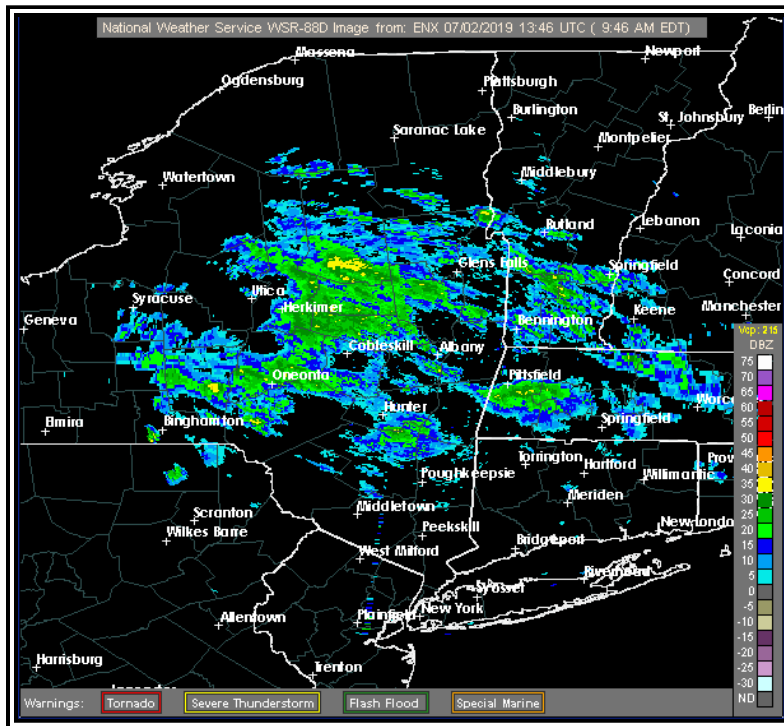 National Weather Service WSR-88D Image from: ENX 07/02/2019 13:46 UTC ( 9:46 AM EDT)
Massena
Newport
Ogdensburg
Plattsburgh
Burlington
St. Johnsbury
Berlin
Saranac Lake
Montpelier
Watertown
Middlebury
Rutland
Lebanon
Laconia
Glens Falls
Springfield
Concord
Utica
Syracuse
Herkimer
Keene
Manchester
Geneva
Bennington
Vcp: 215
DBZ
Cobleskill
Albany
75
70
Oneonta
Pittsfield
65
Hunter
Worc
60
Elmira
Binghamton
Springfield
55
50
Torrington
Prov
45
Hartford
Willimantic
40
Poughkeepsie
35
Meriden
30
Scranton
Middletown
25
New London
Wilkes Barre
Peekskill
20
Bridgeport
15
West Milford
10
Riverhead
5
Syosset
0
Allentown
Plainfield
New York
-5
-10
-15
Harrisburg
-20
Trenton
-25
-30
ND
Warnings:
Tornado
Severe Thunderstorm
Flash Flood
Special Marine